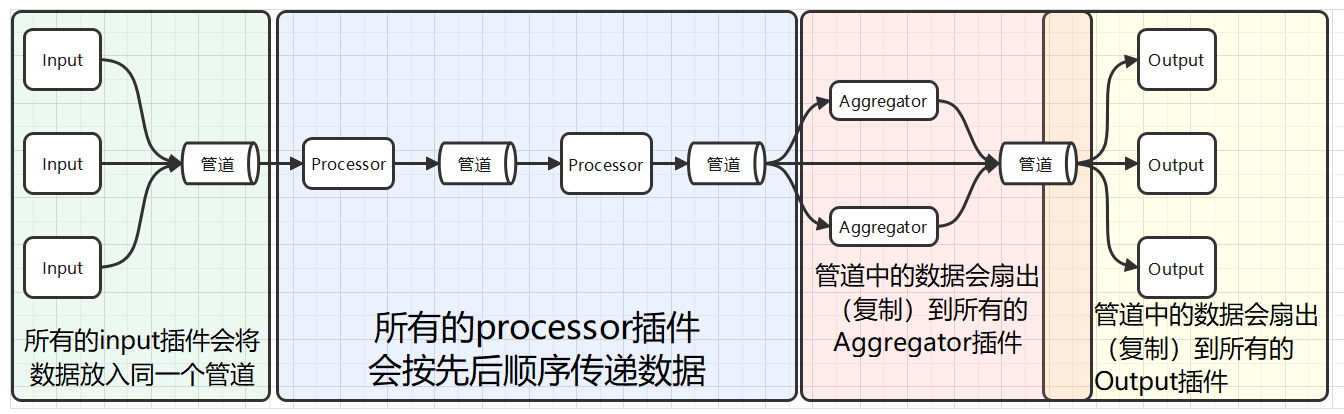 Input
Input
Input
管道
所有的input插件会将
数据放入同一个管道
Processor
管道
Processor
管道
所有的processor插件
会按先后顺序传递数据
Aggregator
Aggregator
管道
管道中的数据会扇出
（复制）到所有的
Aggregator插件
Output
Output
Output
管道中的数据会扇出
（复制）到所有的
Output插件